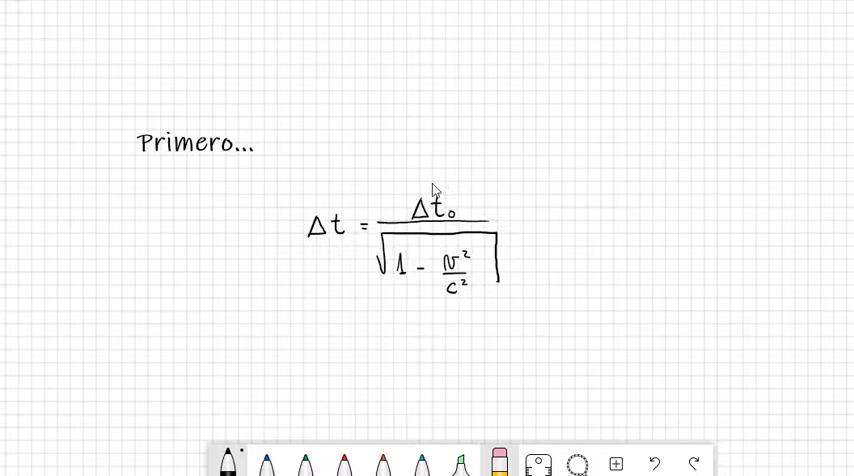 Primero...
Δt = Δt₀ / √(1 - v²/c²)